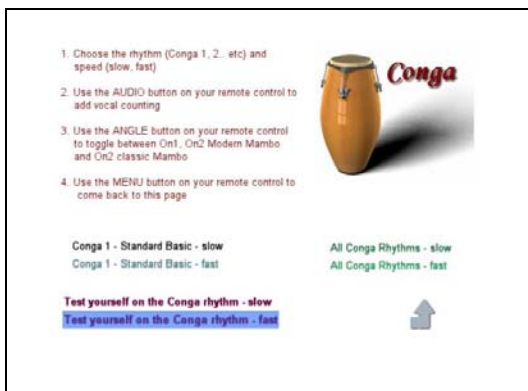 1. Choose the rhythm (Conga 1, 2.. etc) and
speed (slow, fast)
2. Use the AUDIO button on your remote control to
add vocal counting
3. Use the ANGLE button on your remote control
to toggle between On1, On2 Modern Mambo
and On2 classic Mambo
4. Use the MENU button on your remote control to
come back to this page
Conga
Conga 1 - Standard Basic - slow
Conga 1 - Standard Basic - fast
All Conga Rhythms - slow
All Conga Rhythms - fast
Test yourself on the Conga rhythm - slow
Test yourself on the Conga rhythm - fast